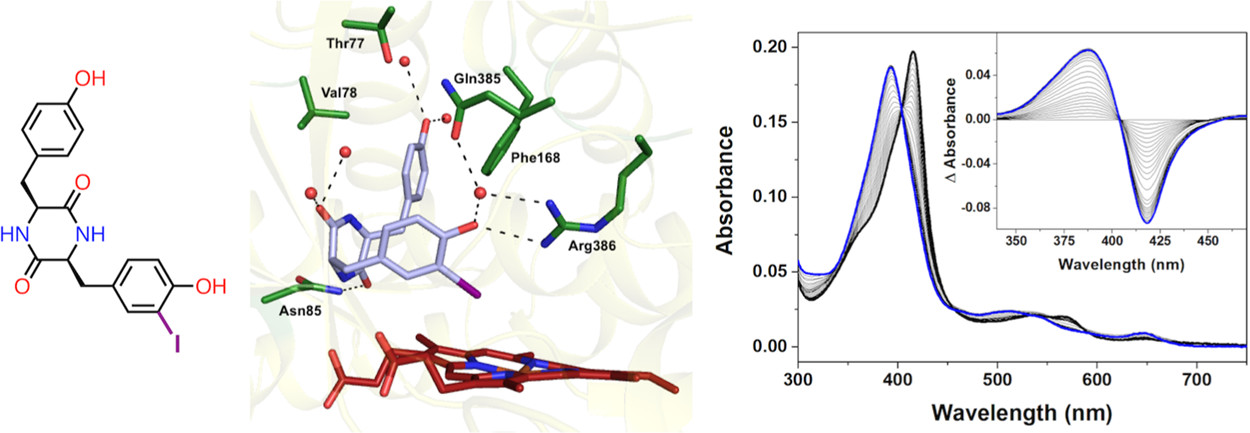 OH
O
HN
NH
O
OH
I
Thr77
Val78
Gln385
Phe168
Arg386
Asn85
0.20
0.15
0.10
0.05
0.00
Absorbance
300 400 500 600 700
Wavelength (nm)
0.04
0.00
-0.04
-0.08
Δ Absorbance
350 375 400 425 450
Wavelength (nm)